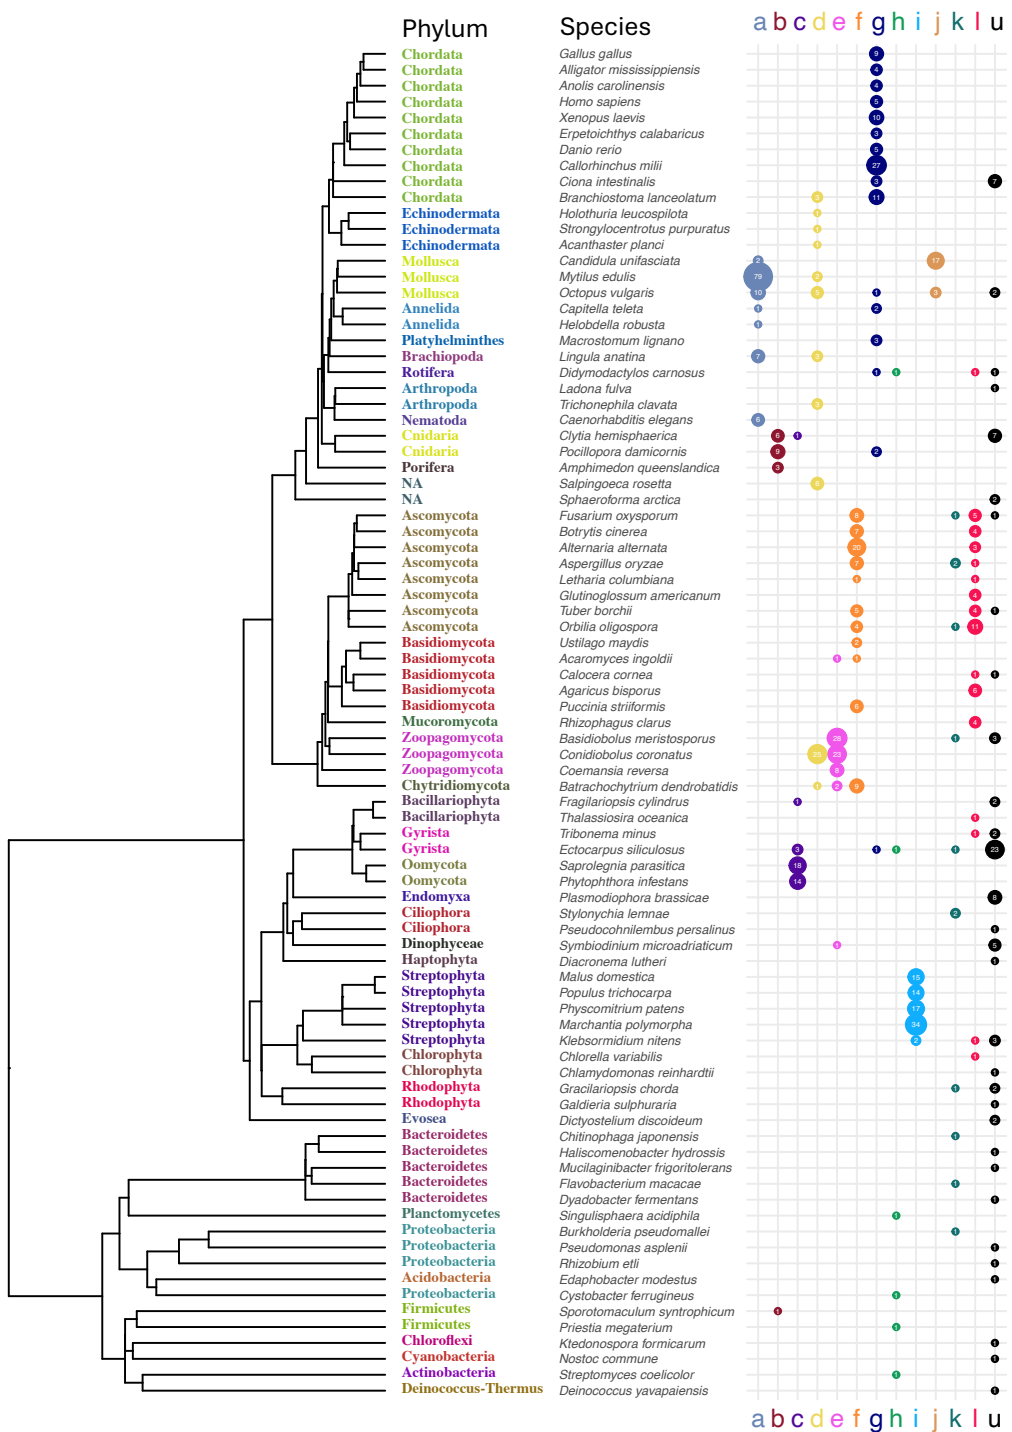 Phylum Species a b c d e f g h i j k l u
Chordata Gallus gallus 9
Chordata Alligator mississippiensis 4
Chordata Anolis carolinensis 4
Chordata Homo sapiens 5
Chordata Xenopus laevis 10
Chordata Erpetoichthys calabaricus 3
Chordata Danio rerio 5
Chordata Callorhinchus milii 27
Chordata Ciona intestinalis 3 7
Chordata Branchiostoma lanceolatum 3 11
Echinodermata Holothuria leucospilota 1
Echinodermata Strongylocentrotus purpuratus 1
Echinodermata Acanthaster planci 1
Mollusca Candidula unifasciata 2 17
Mollusca Mytilus edulis 79 2
Mollusca Octopus vulgaris 10 5 1 3 2
Annelida Capitella teleta 1 2
Annelida Helobdella robusta 1
Platyhelminthes Macrostomum lignano 3
Brachiopoda Lingula anatina 7 3
Rotifera Didymodactylos carnosus 1 1 1 1
Arthropoda Ladona fulva 1
Arthropoda Trichonephila clavata 3
Nematoda Caenorhabditis elegans 6
Cnidaria Clytia hemisphaerica 6 1 7
Cnidaria Pocillopora damicornis 9 2
Porifera Amphimedon queenslandica 3
NA Salpingoeca rosetta 6
NA Sphaeroforma arctica 2
Ascomycota Fusarium oxysporum 8 1 5 1
Ascomycota Botrytis cinerea 7 4
Ascomycota Alternaria alternata 20 3
Ascomycota Aspergillus oryzae 7 2 1
Ascomycota Letharia columbiana 1 1
Ascomycota Glutinoglossum americanum 4
Ascomycota Tuber borchii 5 4 1
Ascomycota Orbilia oligospora 4 1 11
Basidiomycota Ustilago maydis 2
Basidiomycota Acaromyces ingoldii 1 1
Basidiomycota Calocera cornea 1 1
Basidiomycota Agaricus bisporus 6
Basidiomycota Puccinia striiformis 6
Mucoromycota Rhizophagus clarus 4
Zoopagomycota Basidiobolus meristosporus 28 1 3
Zoopagomycota Conidiobolus coronatus 25 23
Zoopagomycota Coemansia reversa 8
Chytridiomycota Batrachochytrium dendrobatidis 1 2 9
Bacillariophyta Fragilariopsis cylindrus 1 2
Bacillariophyta Thalassiosira oceanica 1
Gyrista Tribonema minus 1 2
Gyrista Ectocarpus siliculosus 3 1 1 1 23
Oomycota Saprolegnia parasitica 18
Oomycota Phytophthora infestans 14
Endomyxa Plasmodiophora brassicae 8
Ciliophora Stylonychia lemnae 2
Ciliophora Pseudocohnilembus persalinus 1
Dinophyceae Symbiodinium microadriaticum 1 5
Haptophyta Diacronema lutheri 1
Streptophyta Malus domestica 15
Streptophyta Populus trichocarpa 14
Streptophyta Physcomitrium patens 17
Streptophyta Marchantia polymorpha 34
Streptophyta Klebsormidium nitens 2 1 3
Chlorophyta Chlorella variabilis 1
Chlorophyta Chlamydomonas reinhardtii 1
Rhodophyta Gracilariopsis chorda 1 2
Rhodophyta Galdieria sulphuraria 1
Evosea Dictyostelium discoideum 2
Bacteroidetes Chitinophaga japonensis 1
Bacteroidetes Haliscomenobacter hydrossis 1
Bacteroidetes Mucilaginibacter frigoritolerans 1
Bacteroidetes Flavobacterium macacae 1
Bacteroidetes Dyadobacter fermentans 1
Planctomycetes Singulisphaera acidiphila 1
Proteobacteria Burkholderia pseudomallei 1
Proteobacteria Pseudomonas asplenii 1
Proteobacteria Rhizobium etli 1
Acidobacteria Edaphobacter modestus 1
Proteobacteria Cystobacter ferrugineus 1
Firmicutes Sporotomaculum syntrophicum 1
Firmicutes Priestia megaterium 1
Chloroflexi Ktedonospora formicarum 1
Cyanobacteria Nostoc commune 1
Actinobacteria Streptomyces coelicolor 1
Deinococcus-Thermus Deinococcus yavapaiensis 1
a b c d e f g h i j k l u